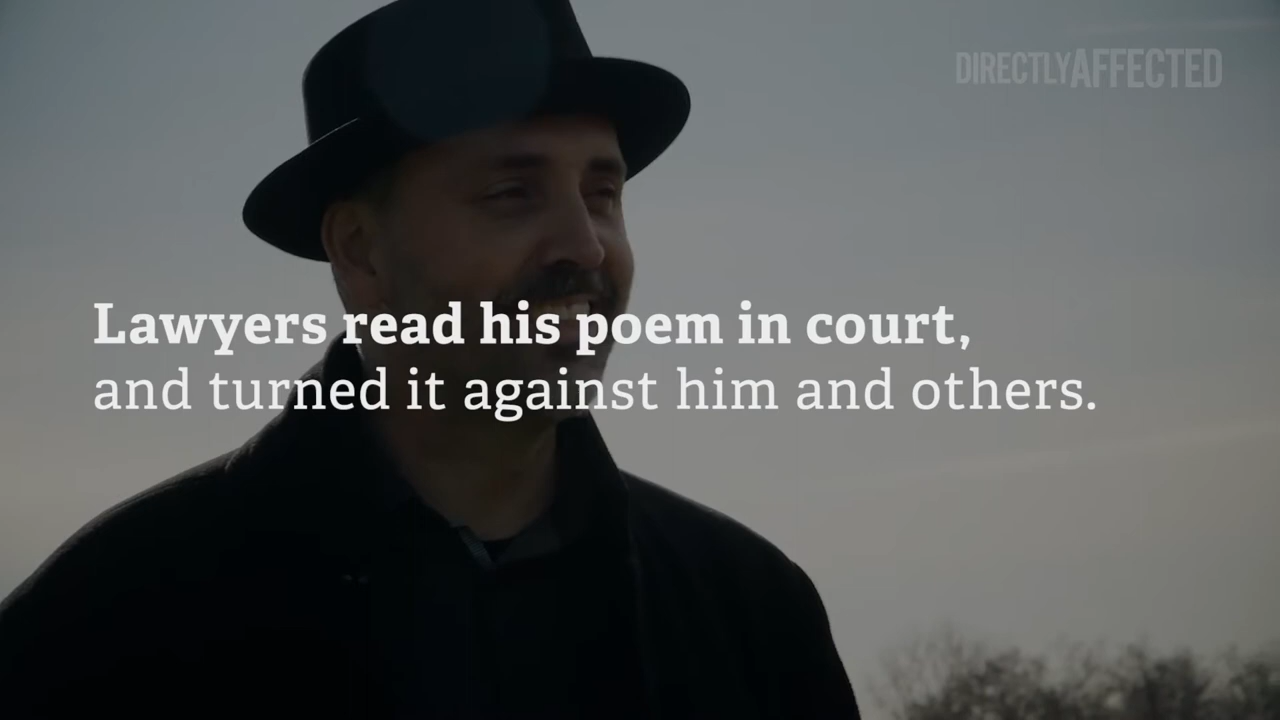 DIRECTLYAFFECTED
Lawyers read his poem in court,
and turned it against him and others.